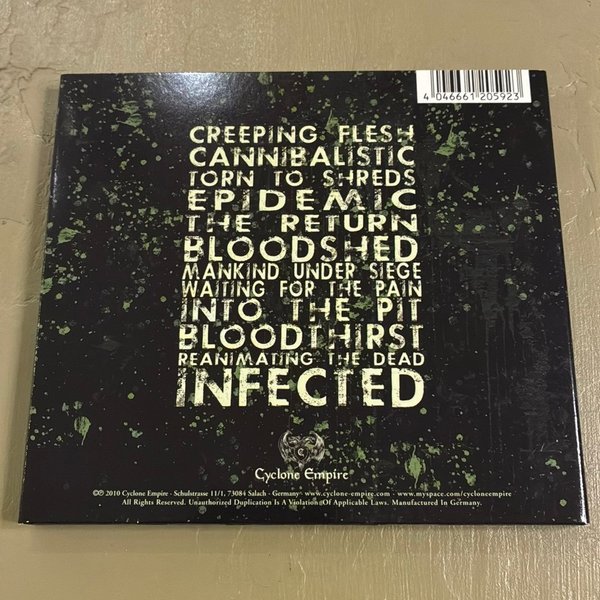 4 046661 205923
CREEPING FLESH
CANNIBALISTIC
TORN TO SHREDS
EPIDEMIC
THE RETURN
BLOODSHED
MANKIND UNDER SIEGE
WAITING FOR THE PAIN
INTO THE PIT
BLOODTHIRST
REANIMATING THE DEAD
INFECTED
Cyclone Empire
©℗ 2010 Cyclone Empire · Schulstrasse 11/1, 73084 Salach · Germany · www.cyclone-empire.com · www.myspace.com/cycloneempire
All Rights Reserved. Unauthorized Duplication Is A Violation Of Applicable Laws. Manufactured In Germany.